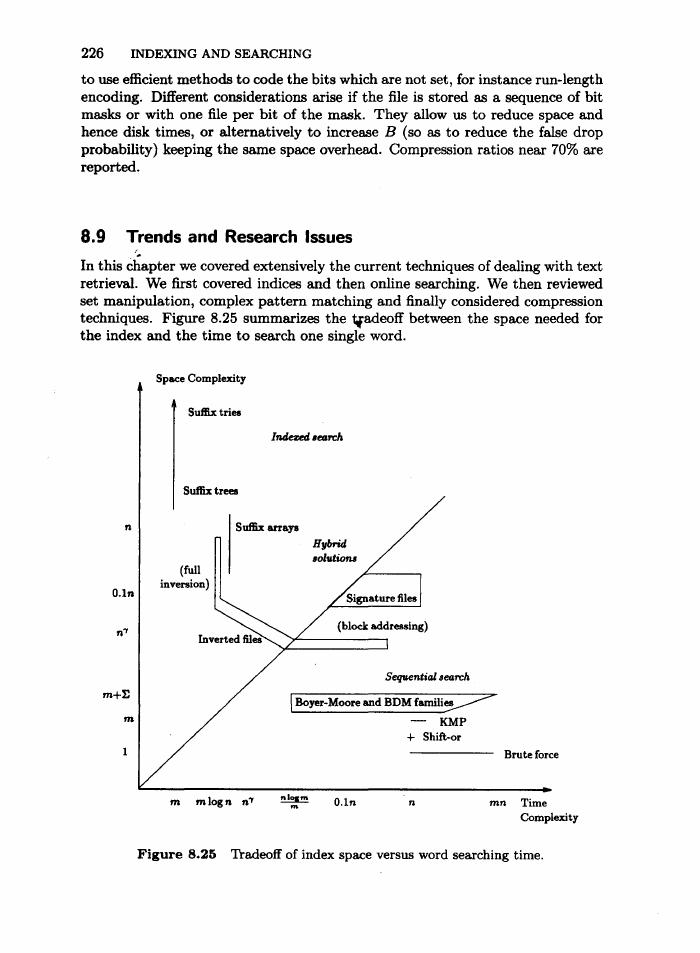 226 INDEXING AND SEARCHING
to use efficient methods to code the bits which are not set, for instance run-length
encoding. Different considerations arise if the file is stored as a sequence of bit
masks or with one file per bit of the mask. They allow us to reduce space and
hence disk times, or alternatively to increase B (so as to reduce the false drop
probability) keeping the same space overhead. Compression ratios near 70% are
reported.
8.9 Trends and Research Issues
In this chapter we covered extensively the current techniques of dealing with text
retrieval. We first covered indices and then online searching. We then reviewed
set manipulation, complex pattern matching and finally considered compression
techniques. Figure 8.25 summarizes the tradeoff between the space needed for
the index and the time to search one single word.
Space Complexity
Suffix tries
Indexed search
Suffix trees
n
Suffix arrays
Hybrid
solutions
(full
inversion)
0.1n
Signature files
n^γ
(block addressing)
Inverted files
Sequential search
m+Σ
Boyer-Moore and BDM families
m
KMP
+ Shift-or
1
Brute force
m m log n n^γ n log m / m 0.1n n mn Time
Complexity
Figure 8.25 Tradeoff of index space versus word searching time.